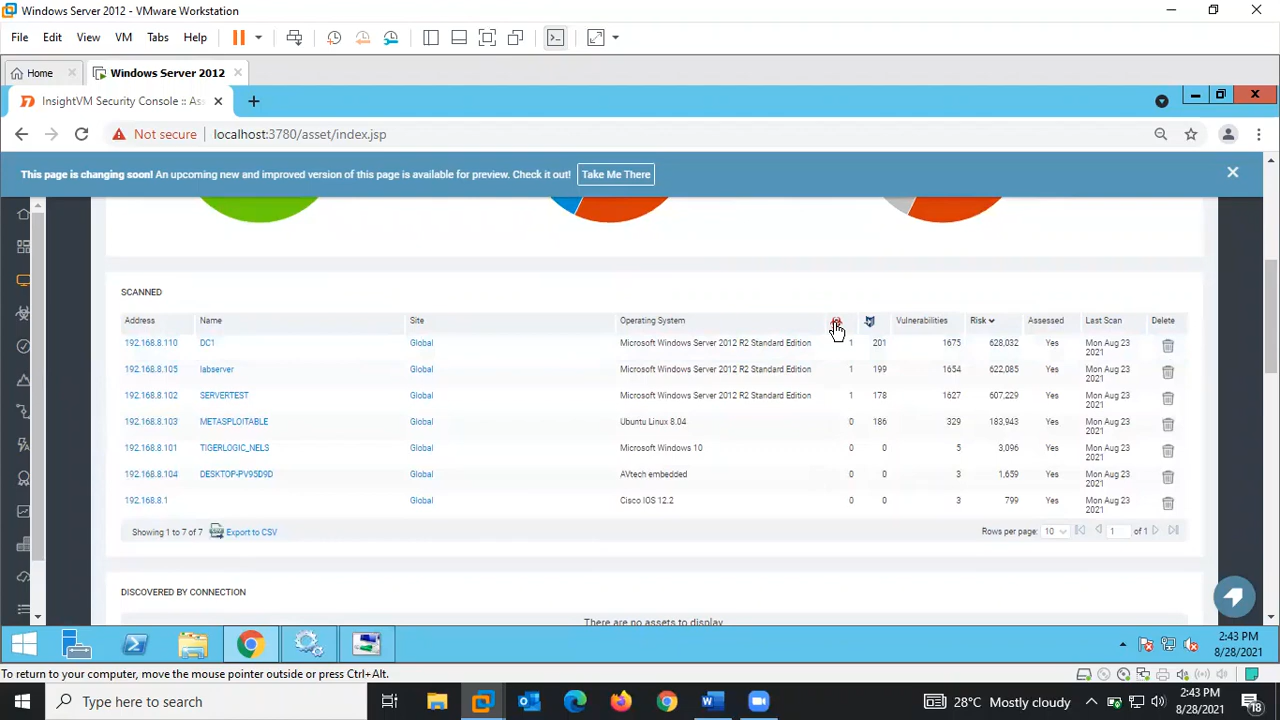 Windows Server 2012 - VMware Workstation
File Edit View VM Tabs Help
Home Windows Server 2012
InsightVM Security Console :: Ass
Not secure localhost:3780/asset/index.jsp
This page is changing soon! An upcoming new and improved version of this page is available for preview. Check it out! Take Me There
SCANNED
Address Name Site Operating System Vulnerabilities Risk Assessed Last Scan Delete
192.168.8.110 DC1 Global Microsoft Windows Server 2012 R2 Standard Edition 1 201 1675 628,032 Yes Mon Aug 23
2021
192.168.8.105 labserver Global Microsoft Windows Server 2012 R2 Standard Edition 1 199 1654 622,085 Yes Mon Aug 23
2021
192.168.8.102 SERVERTEST Global Microsoft Windows Server 2012 R2 Standard Edition 1 178 1627 607,229 Yes Mon Aug 23
2021
192.168.8.103 METASPLOITABLE Global Ubuntu Linux 8.04 0 186 329 183,943 Yes Mon Aug 23
2021
192.168.8.101 TIGERLOGIC_NELS Global Microsoft Windows 10 0 0 5 3,096 Yes Mon Aug 23
2021
192.168.8.104 DESKTOP-PV95D9D Global AVtech embedded 0 0 3 1,659 Yes Mon Aug 23
2021
192.168.8.1 Global Cisco IOS 12.2 0 0 3 799 Yes Mon Aug 23
2021
Showing 1 to 7 of 7 Export to CSV Rows per page: 10 1 of 1
DISCOVERED BY CONNECTION
There are no assets to display
2:43 PM
8/28/2021
To return to your computer, move the mouse pointer outside or press Ctrl+Alt.
Type here to search 28°C Mostly cloudy 2:43 PM
8/28/2021 18